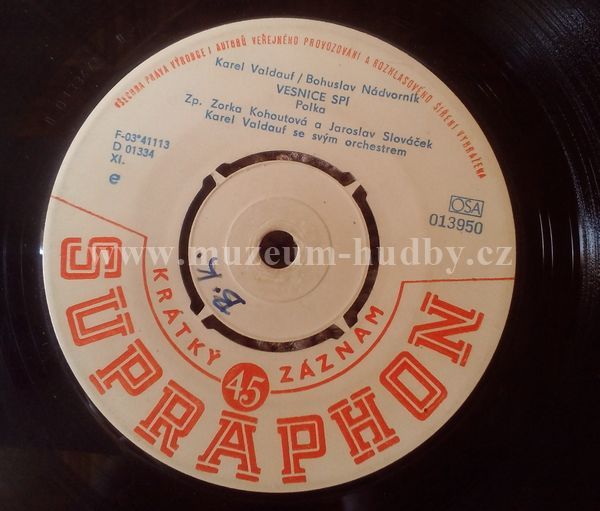 VŠECHNA PRÁVA VÝROBCE I AUTORŮ VEŘEJNÉHO PROVOZOVÁNÍ A ROZHLASOVÉHO ŠÍŘENÍ VYHRAŽENA
Karel Valdauf/Bohuslav Nádvorník
VESNICE SPÍ
Polka
Zp. Zorka Kohoutová a Jaroslav Slováček
Karel Valdauf se svým orchestrem
F-03*41113
D 01334
XI.
e
OSA
013950
www.muzeum-hudby.cz
KRÁTKÝ 45 ZÁZNAM
SUPRAPHON